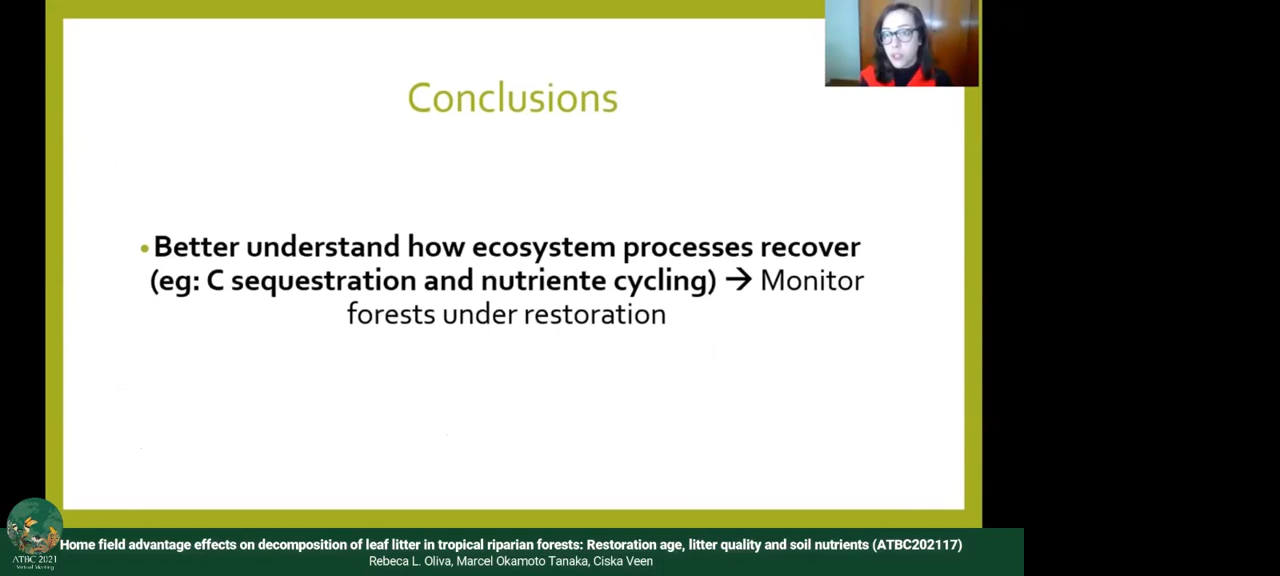 Conclusions
• Better understand how ecosystem processes recover
(eg: C sequestration and nutriente cycling) → Monitor
forests under restoration
ATBC 2021
Virtual Meeting
Home field advantage effects on decomposition of leaf litter in tropical riparian forests: Restoration age, litter quality and soil nutrients (ATBC202117)
Rebeca L. Oliva, Marcel Okamoto Tanaka, Ciska Veen